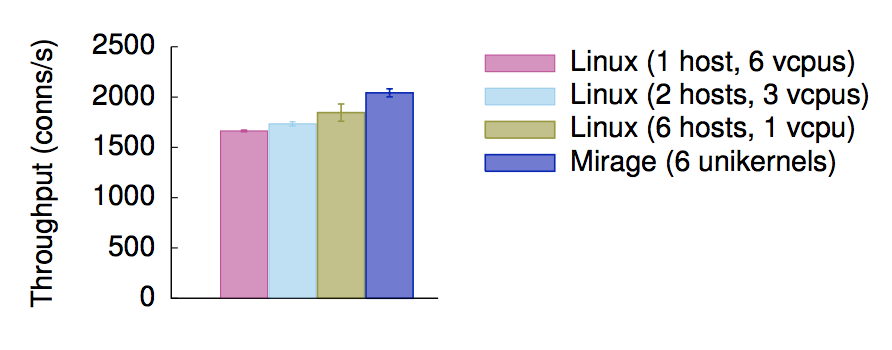 Throughput (conns/s)
2500
2000
1500
1000
500
0
Linux (1 host, 6 vcpus)
Linux (2 hosts, 3 vcpus)
Linux (6 hosts, 1 vcpu)
Mirage (6 unikernels)